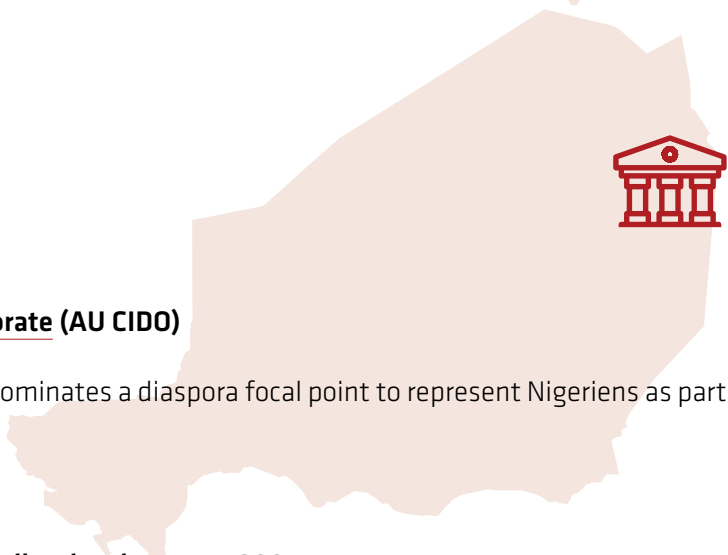 orate (AU CIDO)
ominates a diaspora focal point to represent Nigeriens as part